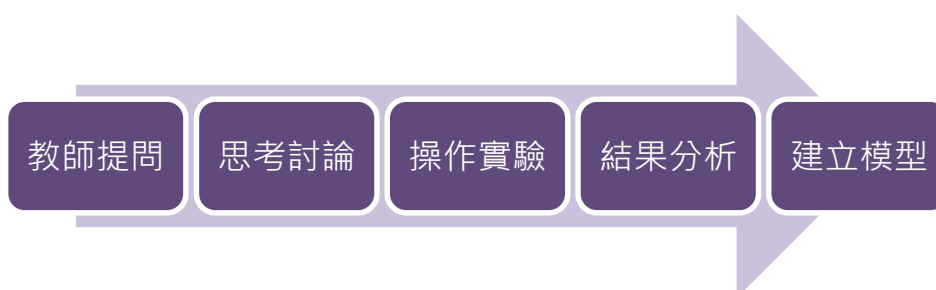 教師提問
思考討論
操作實驗
結果分析
建立模型